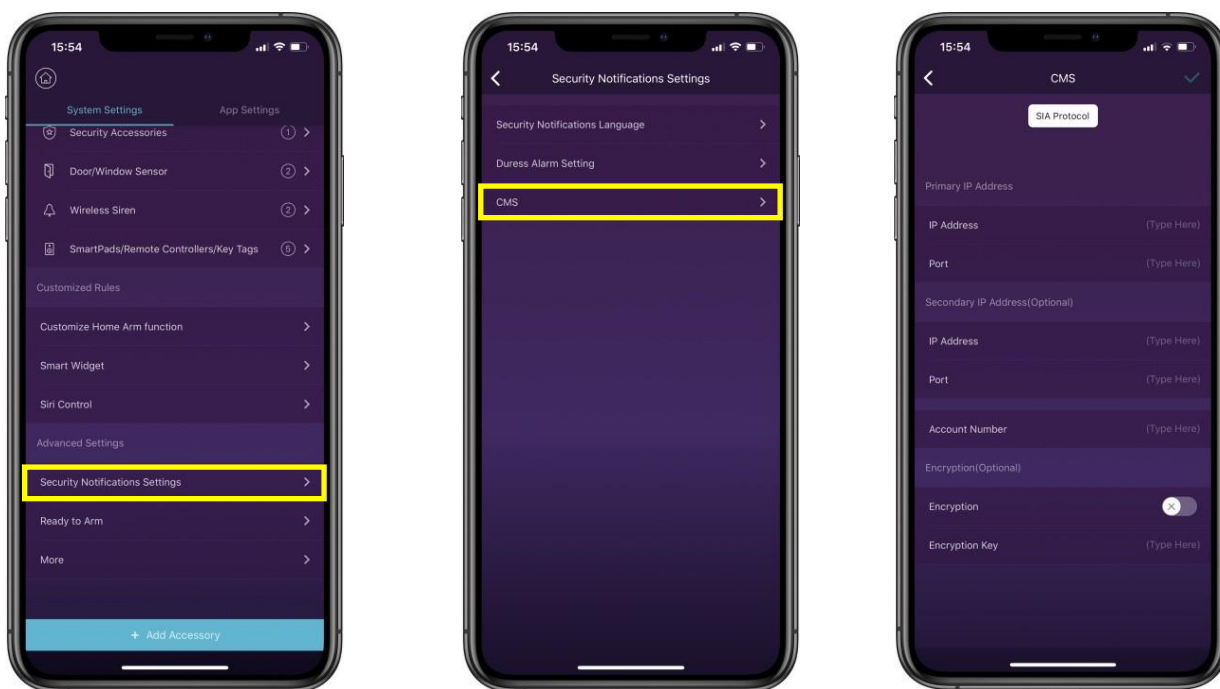 15:54
System Settings
App Settings
Security Accessories 1
Door/Window Sensor 2
Wireless Siren 2
SmartPads/Remote Controllers/Key Tags 5
Customized Rules
Customize Home Arm function
Smart Widget
Siri Control
Advanced Settings
Security Notifications Settings
Ready to Arm
More
+ Add Accessory
15:54
Security Notifications Settings
Security Notifications Language
Duress Alarm Setting
CMS
15:54
CMS
SIA Protocol
Primary IP Address
IP Address (Type Here)
Port (Type Here)
Secondary IP Address(Optional)
IP Address (Type Here)
Port (Type Here)
Account Number (Type Here)
Encryption(Optional)
Encryption
Encryption Key (Type Here)